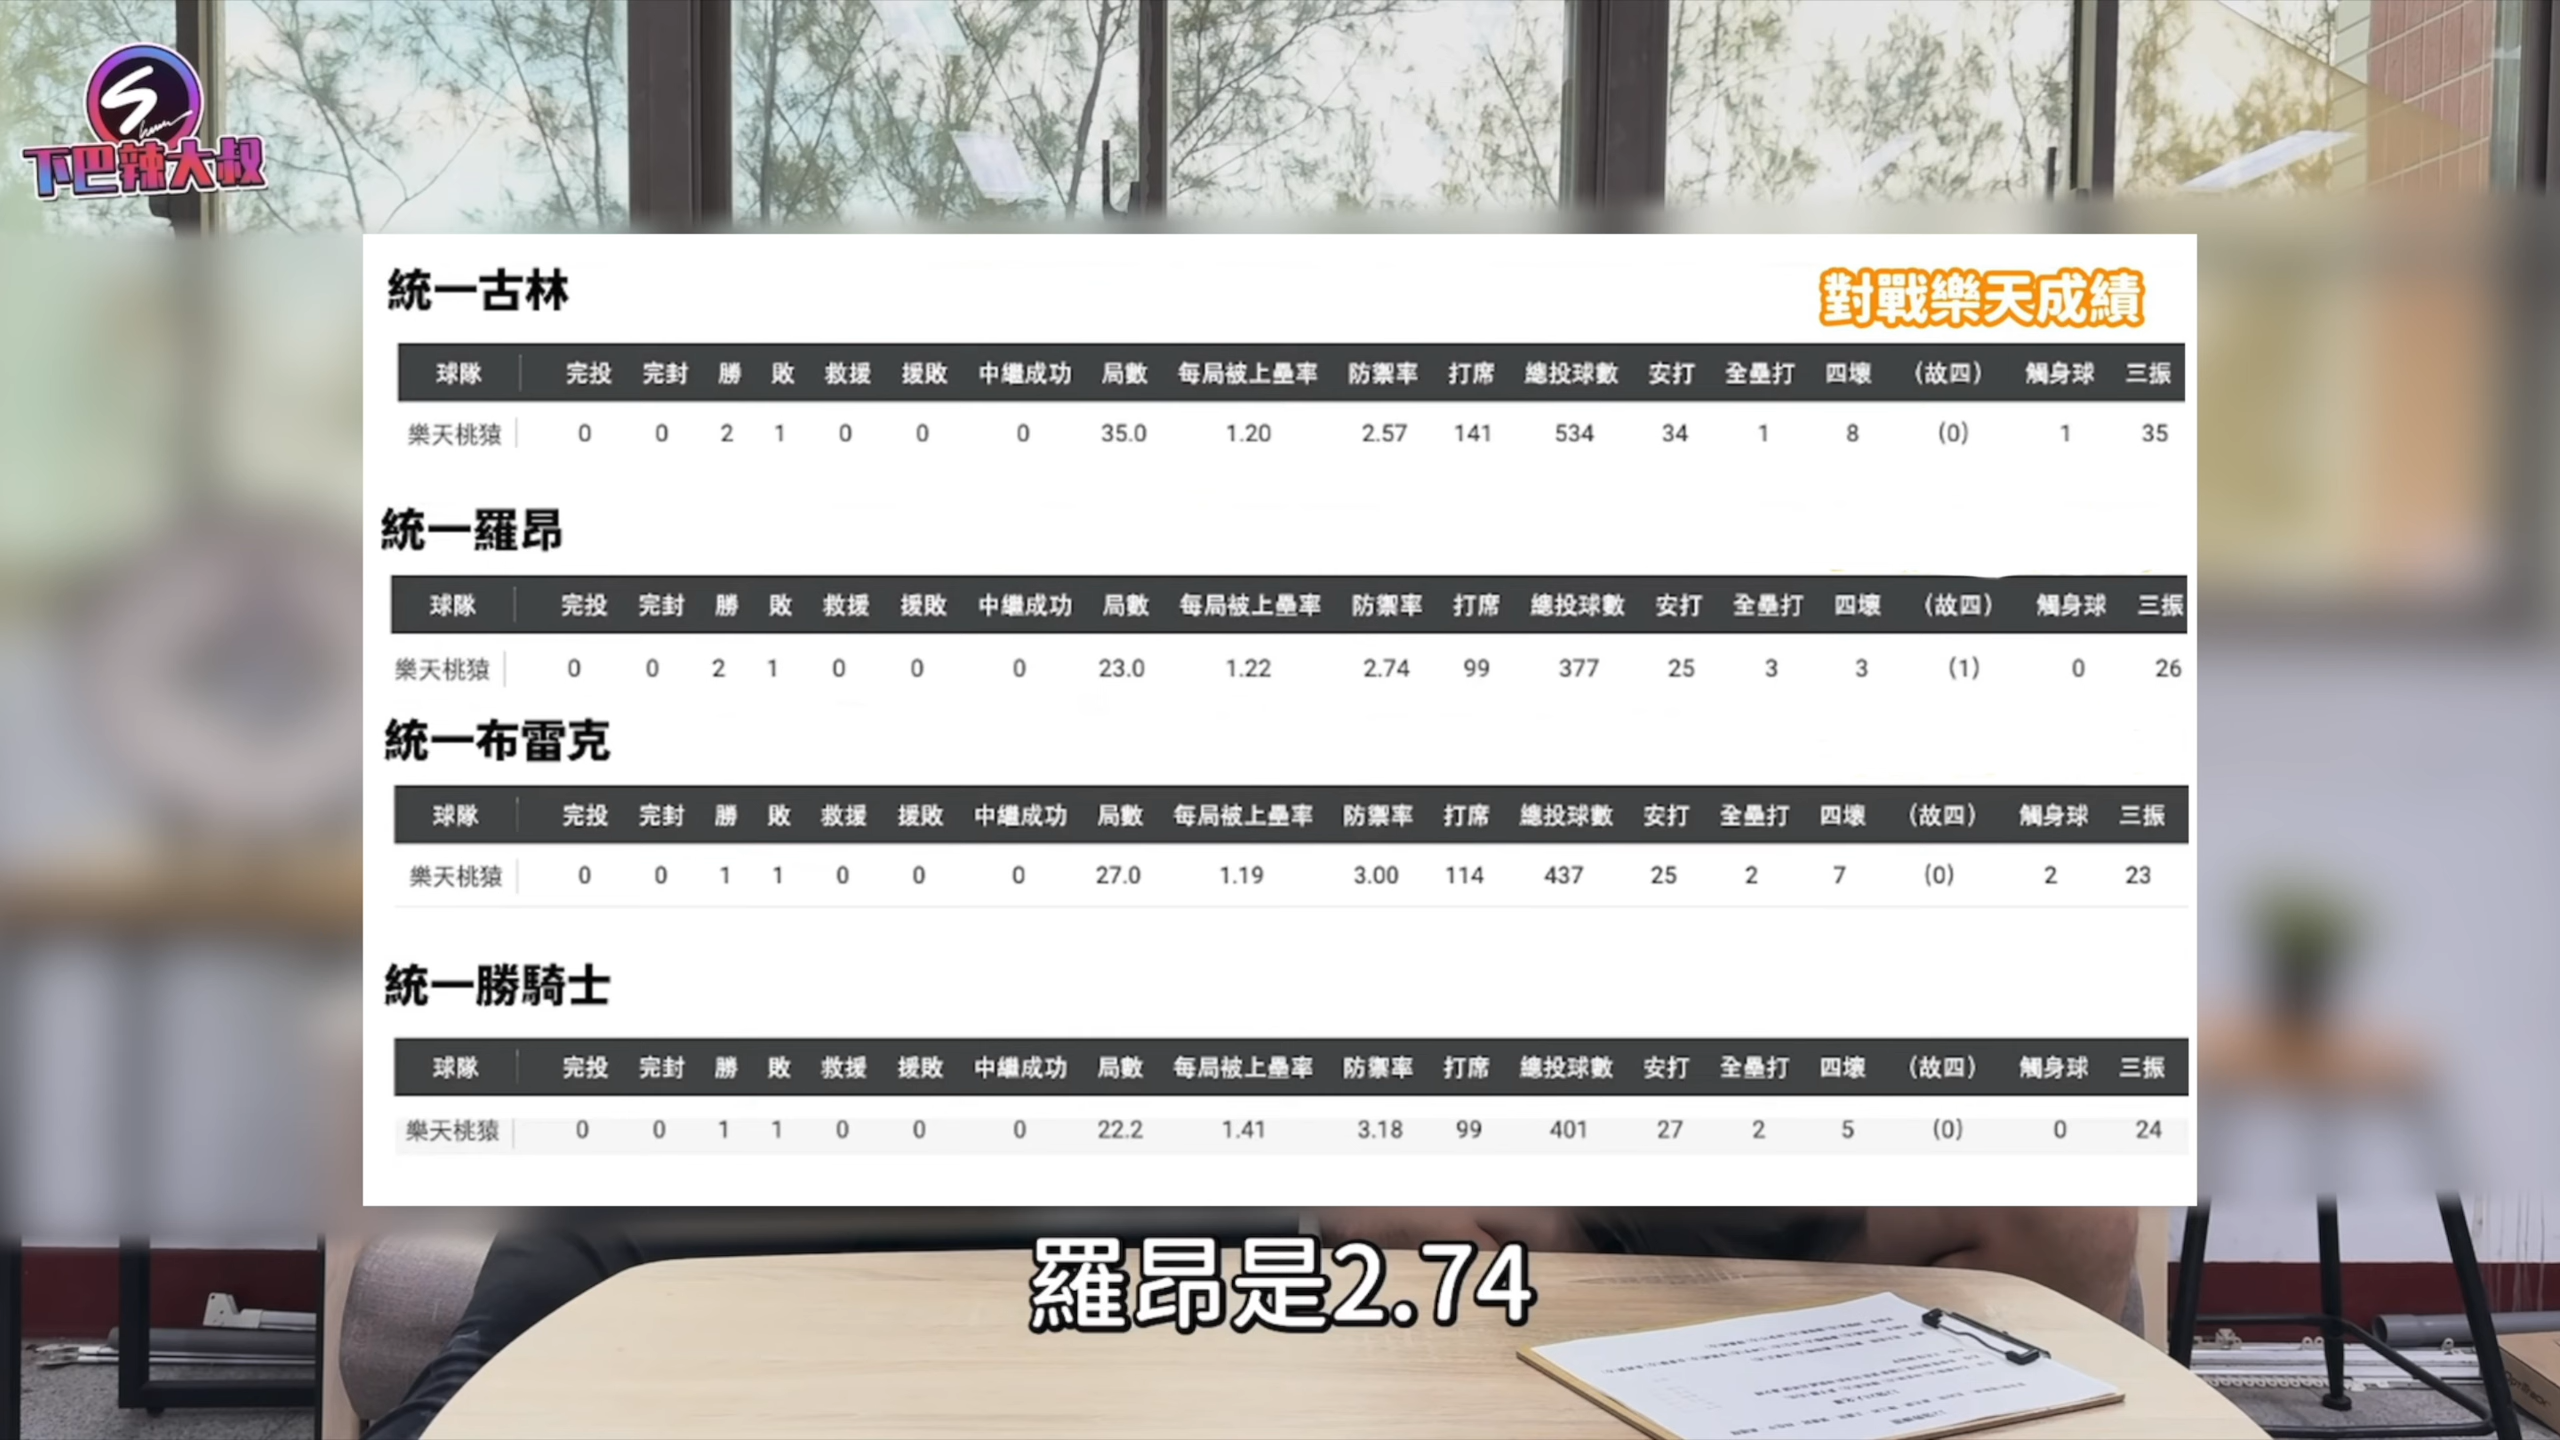 S
下巴辣大叔
統一古林
對戰樂天成績
球隊 完投 完封 勝 敗 救援 援敗 中繼成功 局數 每局被上壘率 防禦率 打席 總投球數 安打 全壘打 四壞 (故四) 觸身球 三振
樂天桃猿 0 0 2 1 0 0 0 35.0 1.20 2.57 141 534 34 1 8 (0) 1 35
統一羅昂
球隊 完投 完封 勝 敗 救援 援敗 中繼成功 局數 每局被上壘率 防禦率 打席 總投球數 安打 全壘打 四壞 (故四) 觸身球 三振
樂天桃猿 0 0 2 1 0 0 0 23.0 1.22 2.74 99 377 25 3 3 (1) 0 26
統一布雷克
球隊 完投 完封 勝 敗 救援 援敗 中繼成功 局數 每局被上壘率 防禦率 打席 總投球數 安打 全壘打 四壞 (故四) 觸身球 三振
樂天桃猿 0 0 1 1 0 0 0 27.0 1.19 3.00 114 437 25 2 7 (0) 2 23
統一勝騎士
球隊 完投 完封 勝 敗 救援 援敗 中繼成功 局數 每局被上壘率 防禦率 打席 總投球數 安打 全壘打 四壞 (故四) 觸身球 三振
樂天桃猿 0 0 1 1 0 0 0 22.2 1.41 3.18 99 401 27 2 5 (0) 0 24
羅昂是2.74